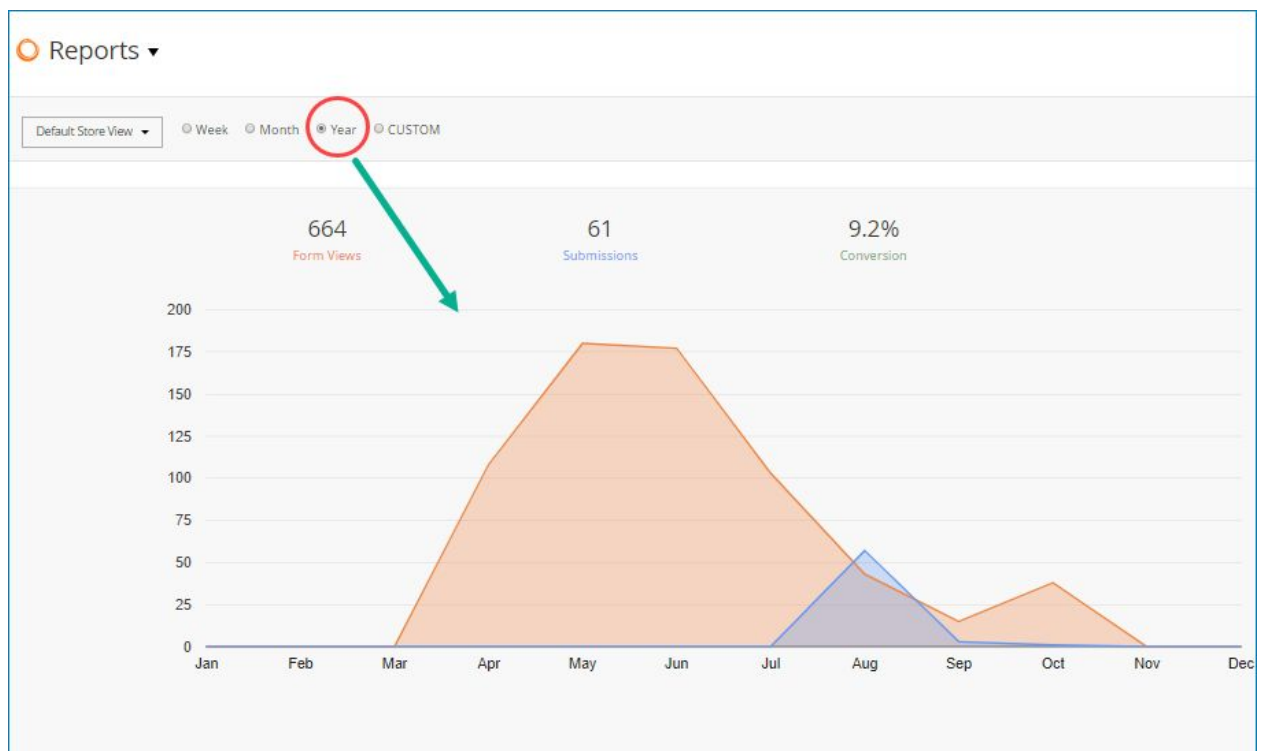 Reports
Default Store View Week Month Year CUSTOM
664 61 9.2%
Form Views Submissions Conversion
200
175
150
125
100
75
50
25
0
Jan Feb Mar Apr May Jun Jul Aug Sep Oct Nov Dec